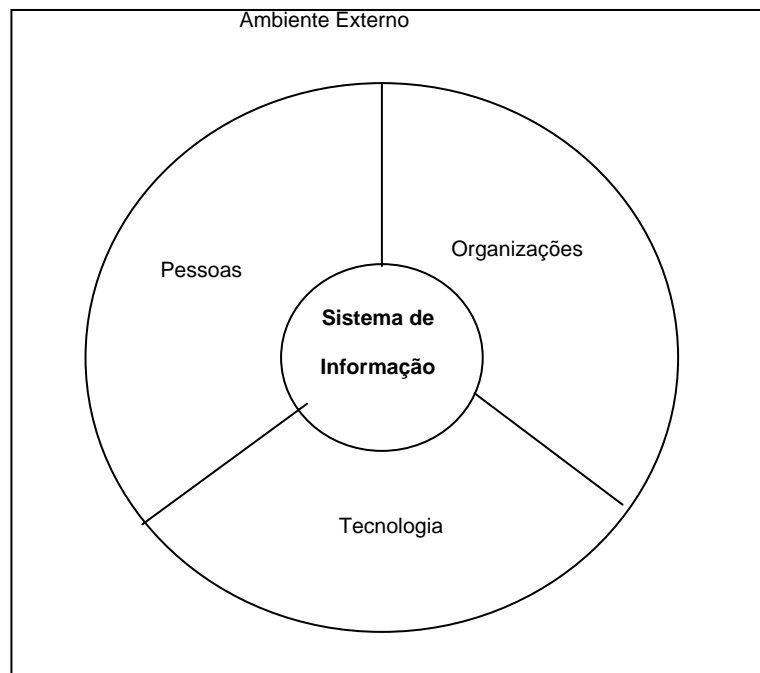 Ambiente Externo
Organizações
Pessoas
Sistema de
Informação
Tecnologia